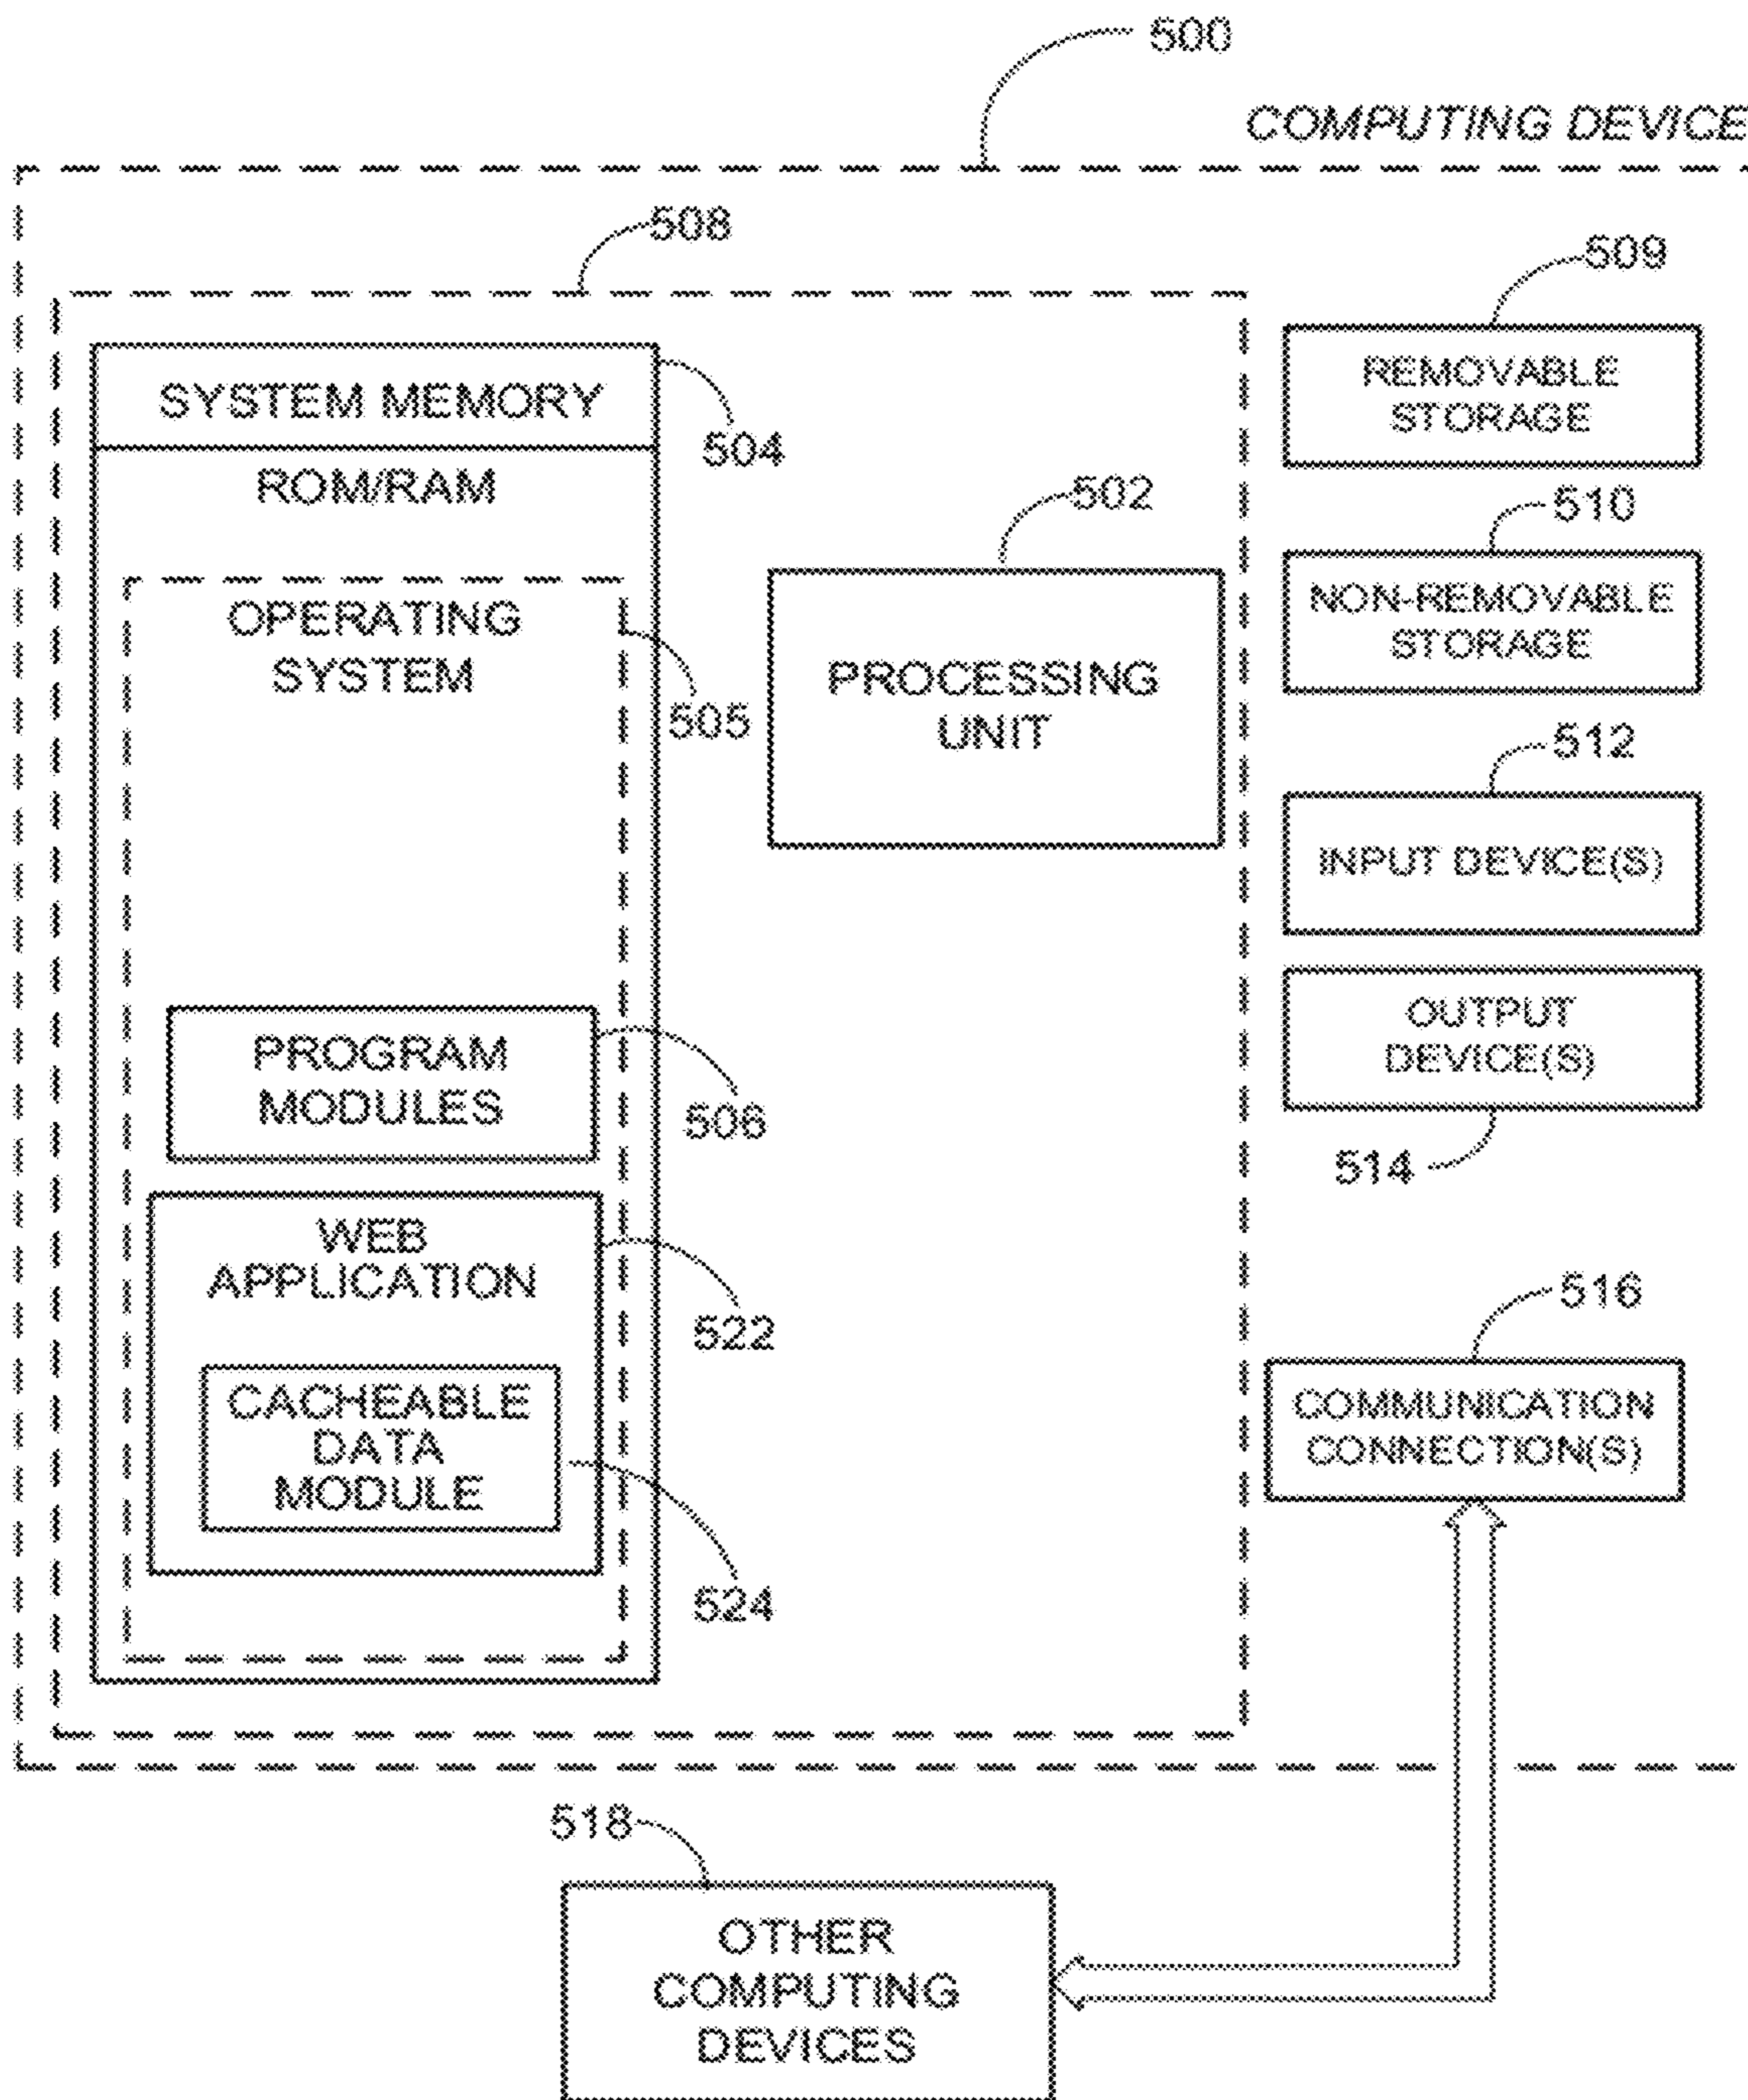 500
COMPUTING DEVICE
508
509
SYSTEM MEMORY
504
REMOVABLE
STORAGE
ROM/RAM
502
510
OPERATING
SYSTEM
505
PROCESSING
UNIT
NON-REMOVABLE
STORAGE
512
INPUT DEVICE(S)
PROGRAM
MODULES
506
OUTPUT
DEVICE(S)
514
WEB
APPLICATION
522
516
CACHEABLE
DATA
MODULE
524
COMMUNICATION
CONNECTION(S)
518
OTHER
COMPUTING
DEVICES